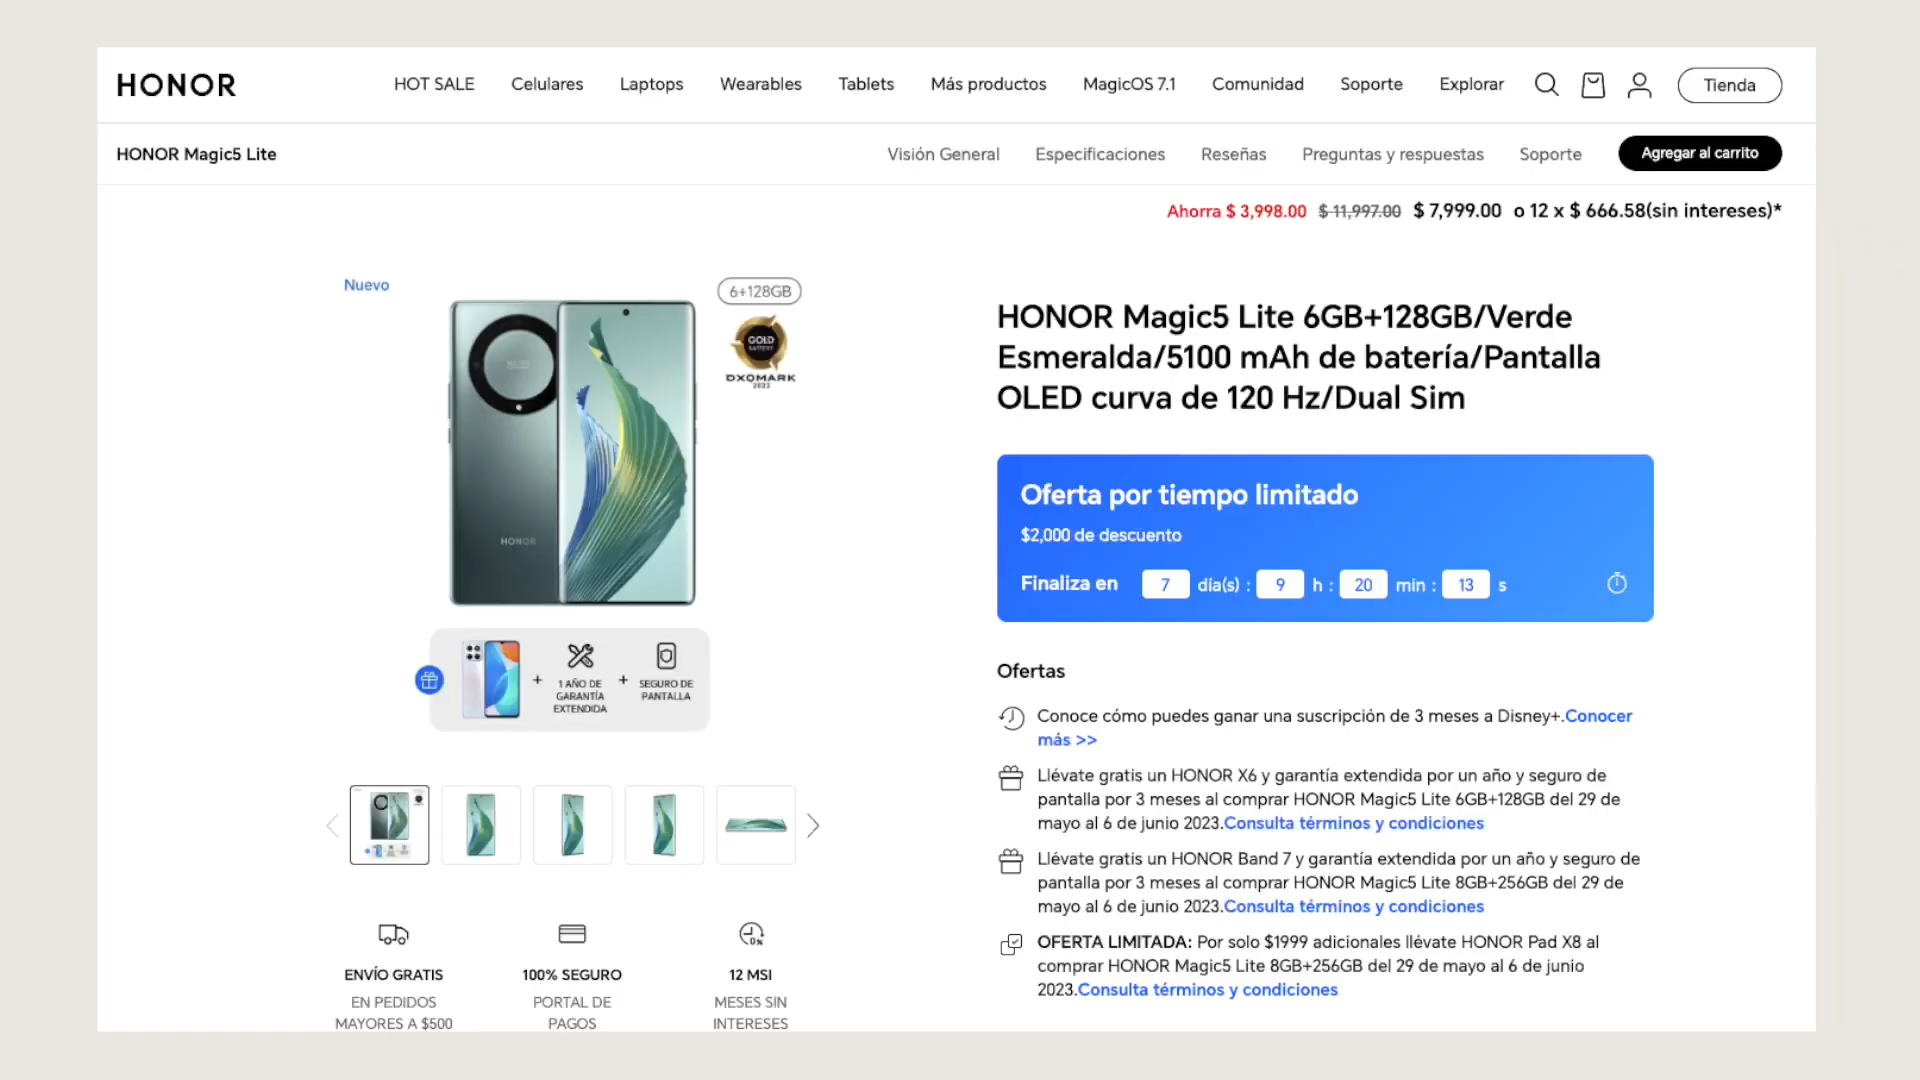 HONOR
HOT SALE Celulares Laptops Wearables Tablets Más productos MagicOS 7.1 Comunidad Soporte Explorar Tienda
HONOR Magic5 Lite Visión General Especificaciones Reseñas Preguntas y respuestas Soporte Agregar al carrito
Ahorra $ 3,998.00 $ 11,997.00 $ 7,999.00 o 12 x $ 666.58(sin intereses)*
Nuevo
6+128GB
GOLD
BATTERY
DXOMARK
2023
HONOR
1 AÑO DE
GARANTÍA
EXTENDIDA
+
+
SEGURO DE
PANTALLA
ENVÍO GRATIS
EN PEDIDOS
MAYORES A $500
100% SEGURO
PORTAL DE
PAGOS
0%
12 MSI
MESES SIN
INTERESES
HONOR Magic5 Lite 6GB+128GB/Verde
Esmeralda/5100 mAh de batería/Pantalla
OLED curva de 120 Hz/Dual Sim
Oferta por tiempo limitado
$2,000 de descuento
Finaliza en 7 día(s) : 9 h : 20 min : 13 s
Ofertas
Conoce cómo puedes ganar una suscripción de 3 meses a Disney+.Conocer
más >>
Llévate gratis un HONOR X6 y garantía extendida por un año y seguro de
pantalla por 3 meses al comprar HONOR Magic5 Lite 6GB+128GB del 29 de
mayo al 6 de junio 2023.Consulta términos y condiciones
Llévate gratis un HONOR Band 7 y garantía extendida por un año y seguro de
pantalla por 3 meses al comprar HONOR Magic5 Lite 8GB+256GB del 29 de
mayo al 6 de junio 2023.Consulta términos y condiciones
OFERTA LIMITADA: Por solo $1999 adicionales llévate HONOR Pad X8 al
comprar HONOR Magic5 Lite 8GB+256GB del 29 de mayo al 6 de junio
2023.Consulta términos y condiciones